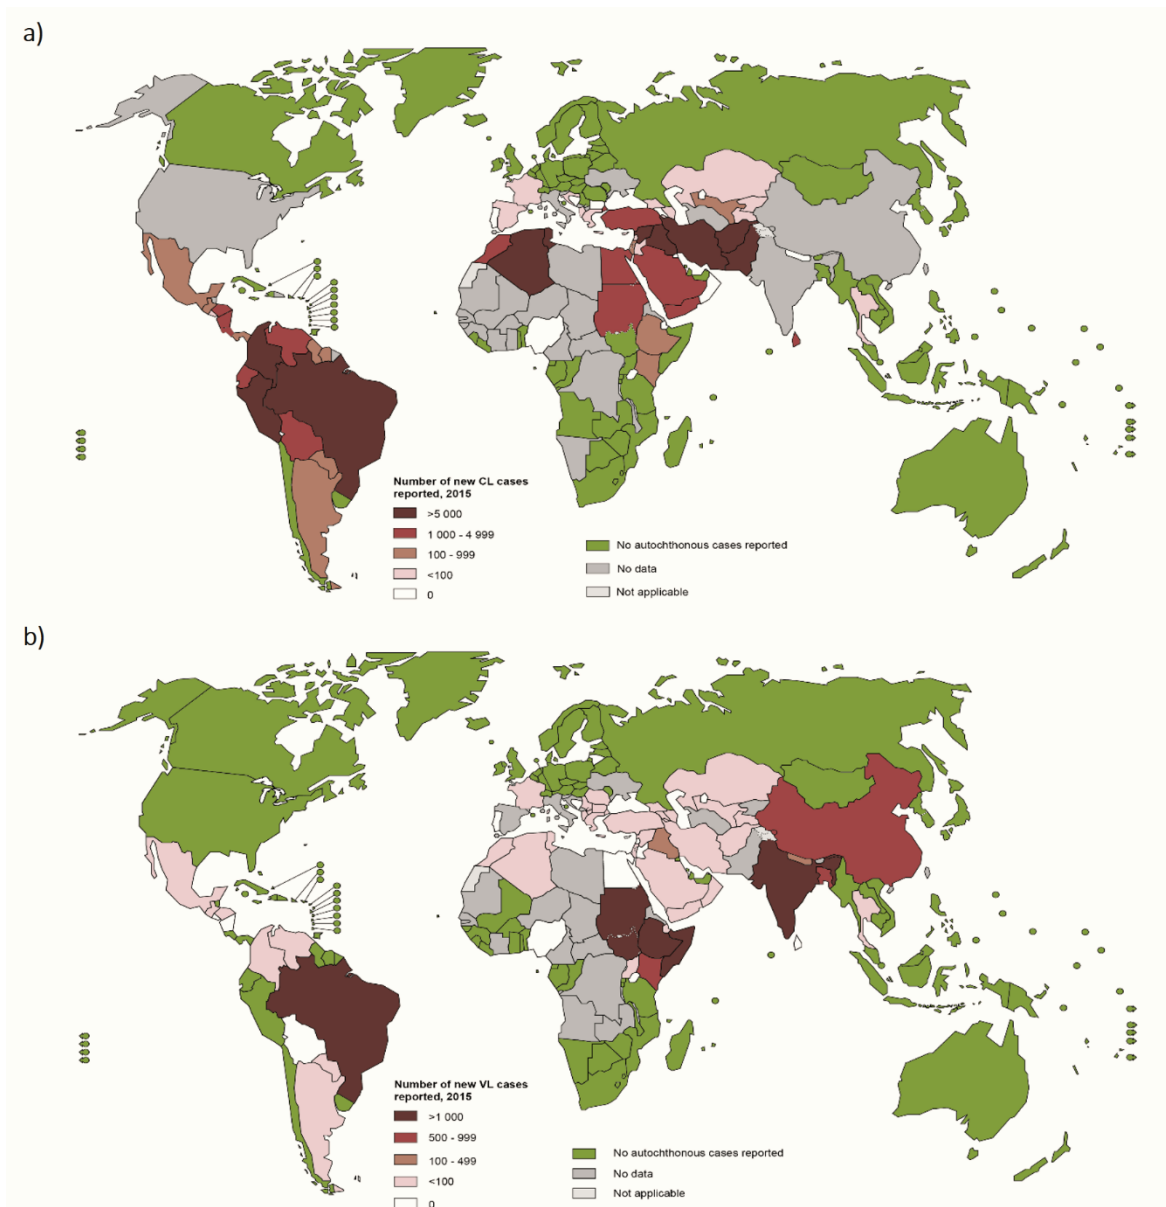 a)
Number of new CL cases
reported, 2015
>5 000
1 000 - 4 999
100 - 999
<100
0
No autochthonous cases reported
No data
Not applicable
b)
Number of new VL cases
reported, 2015
>1 000
500 - 999
100 - 499
<100
0
No autochthonous cases reported
No data
Not applicable